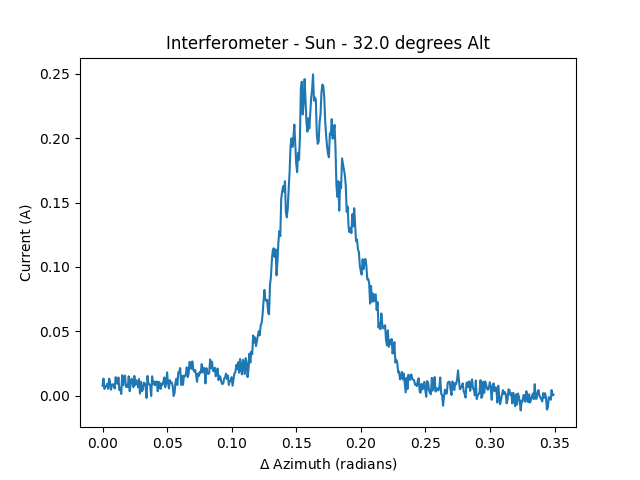 Interferometer - Sun - 32.0 degrees Alt
0.25
0.20
0.15
0.10
0.05
0.00
Current (A)
0.00 0.05 0.10 0.15 0.20 0.25 0.30 0.35
Δ Azimuth (radians)